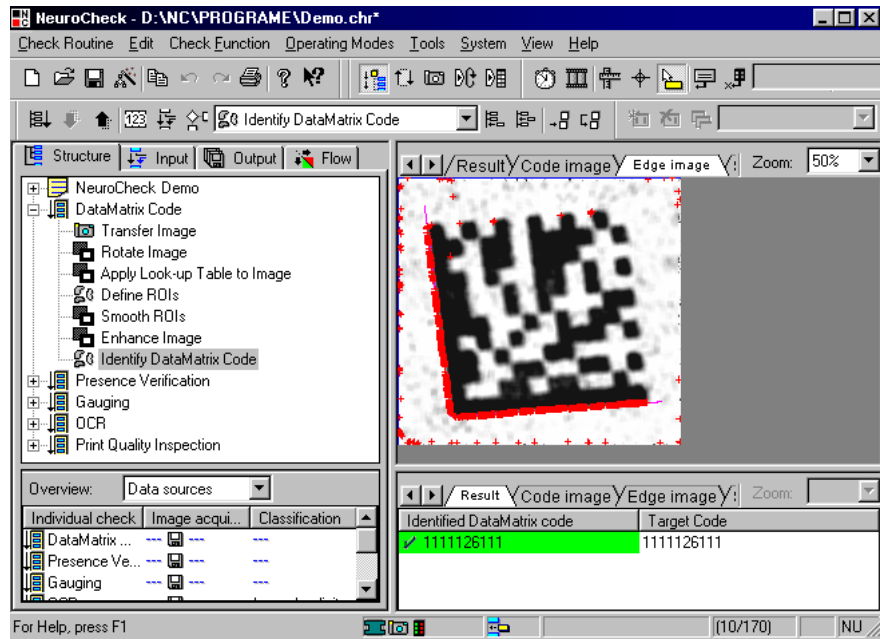 NeuroCheck - D:\NC\PROGRAME\Demo.chr*
Check Routine Edit Check Function Operating Modes Tools System View Help
123 Identify DataMatrix Code
Structure Input Output Flow
Result Code image Edge image Zoom: 50%
NeuroCheck Demo
DataMatrix Code
Transfer Image
Rotate Image
Apply Look-up Table to Image
Define ROIs
Smooth ROIs
Enhance Image
Identify DataMatrix Code
Presence Verification
Gauging
OCR
Print Quality Inspection
Overview: Data sources
Individual check Image acqui... Classification
DataMatrix ... --- --- ---
Presence Ve... --- --- ---
Gauging --- --- ---
Result Code image Edge image Zoom:
Identified DataMatrix code Target Code
1111126111 1111126111
For Help, press F1 (10/170) NU